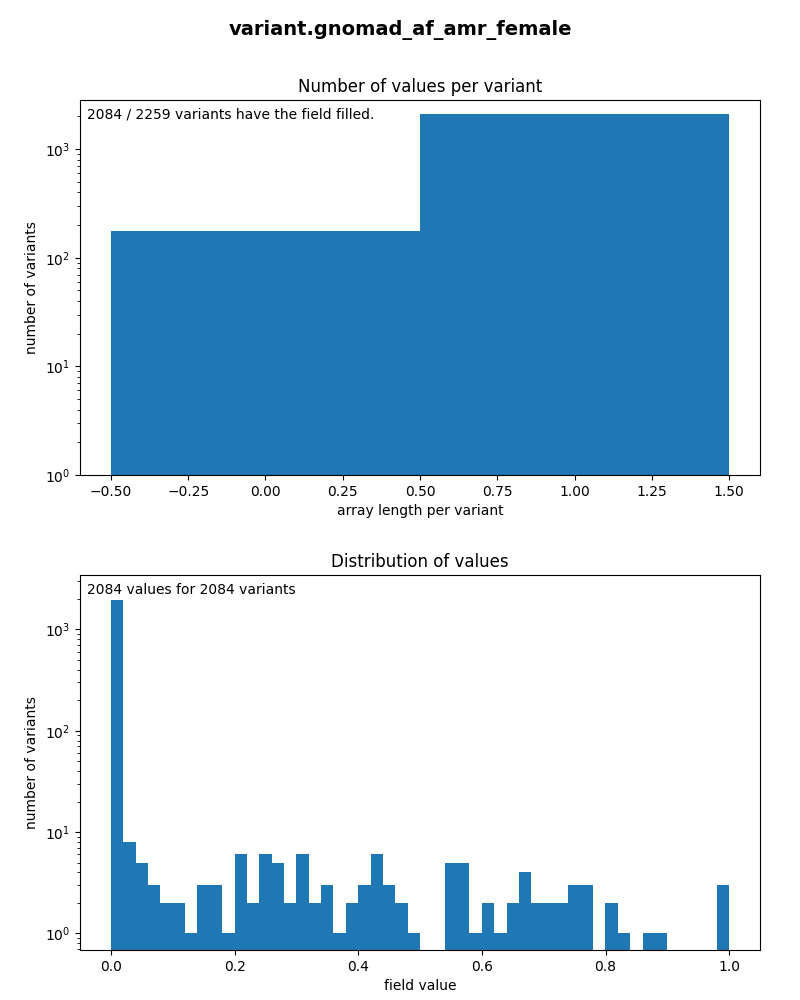 variant.gnomad_af_amr_female
Number of values per variant
2084 / 2259 variants have the field filled.
number of variants
10³
10²
10¹
10⁰
−0.50 −0.25 0.00 0.25 0.50 0.75 1.00 1.25 1.50
array length per variant
Distribution of values
2084 values for 2084 variants
number of variants
10³
10²
10¹
10⁰
0.0 0.2 0.4 0.6 0.8 1.0
field value